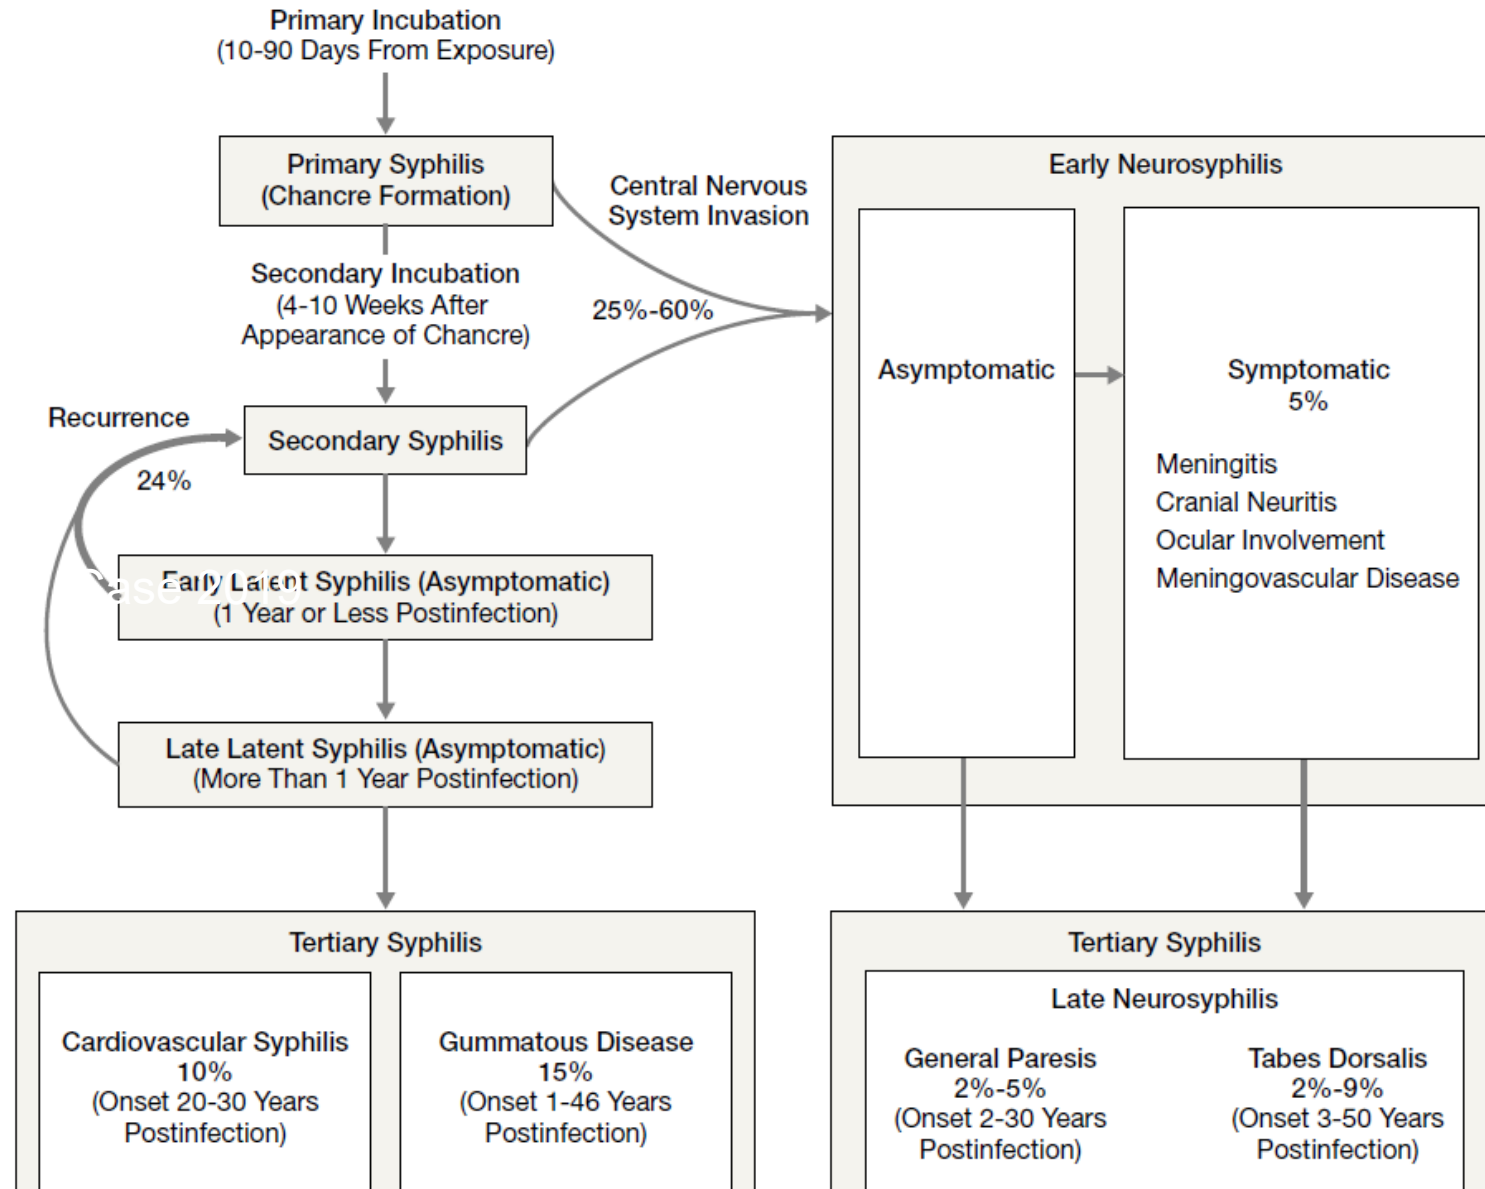 Primary Incubation
(10-90 Days From Exposure)
Primary Syphilis
(Chancre Formation)
Central Nervous
System Invasion
25%-60%
Secondary Incubation
(4-10 Weeks After
Appearance of Chancre)
Recurrence
24%
Secondary Syphilis
Early Latent Syphilis (Asymptomatic)
(1 Year or Less Postinfection)
Case 2019
Late Latent Syphilis (Asymptomatic)
(More Than 1 Year Postinfection)
Early Neurosyphilis
Asymptomatic
Symptomatic
5%
Meningitis
Cranial Neuritis
Ocular Involvement
Meningovascular Disease
Tertiary Syphilis
Cardiovascular Syphilis
10%
(Onset 20-30 Years
Postinfection)
Gummatous Disease
15%
(Onset 1-46 Years
Postinfection)
Tertiary Syphilis
Late Neurosyphilis
General Paresis
2%-5%
(Onset 2-30 Years
Postinfection)
Tabes Dorsalis
2%-9%
(Onset 3-50 Years
Postinfection)